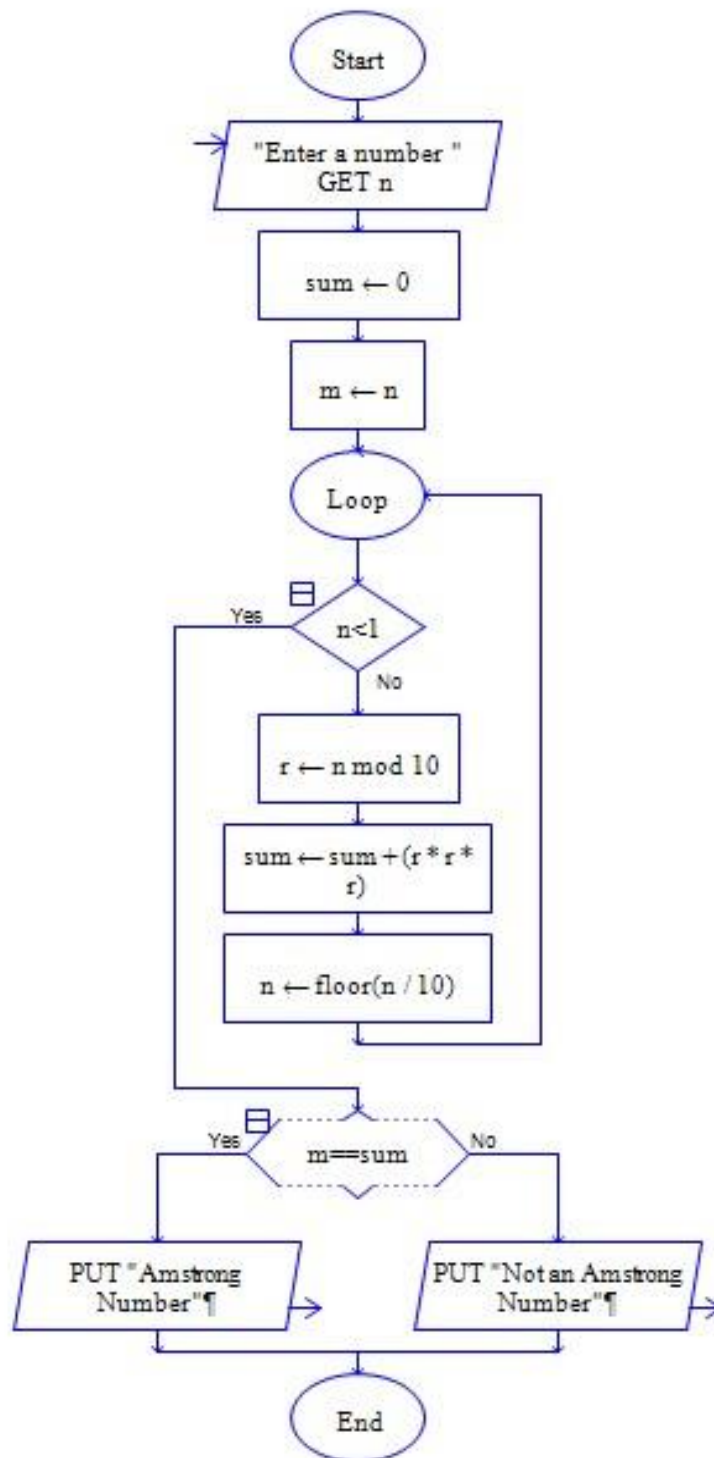 Start
"Enter a number "
GET n
sum ← 0
m ← n
Loop
Yes
n<1
No
r ← n mod 10
sum ← sum + (r * r *
r)
n ← floor(n / 10)
Yes
m==sum
No
PUT "Amstrong
Number"¶
PUT "Not an Amstrong
Number"¶
End